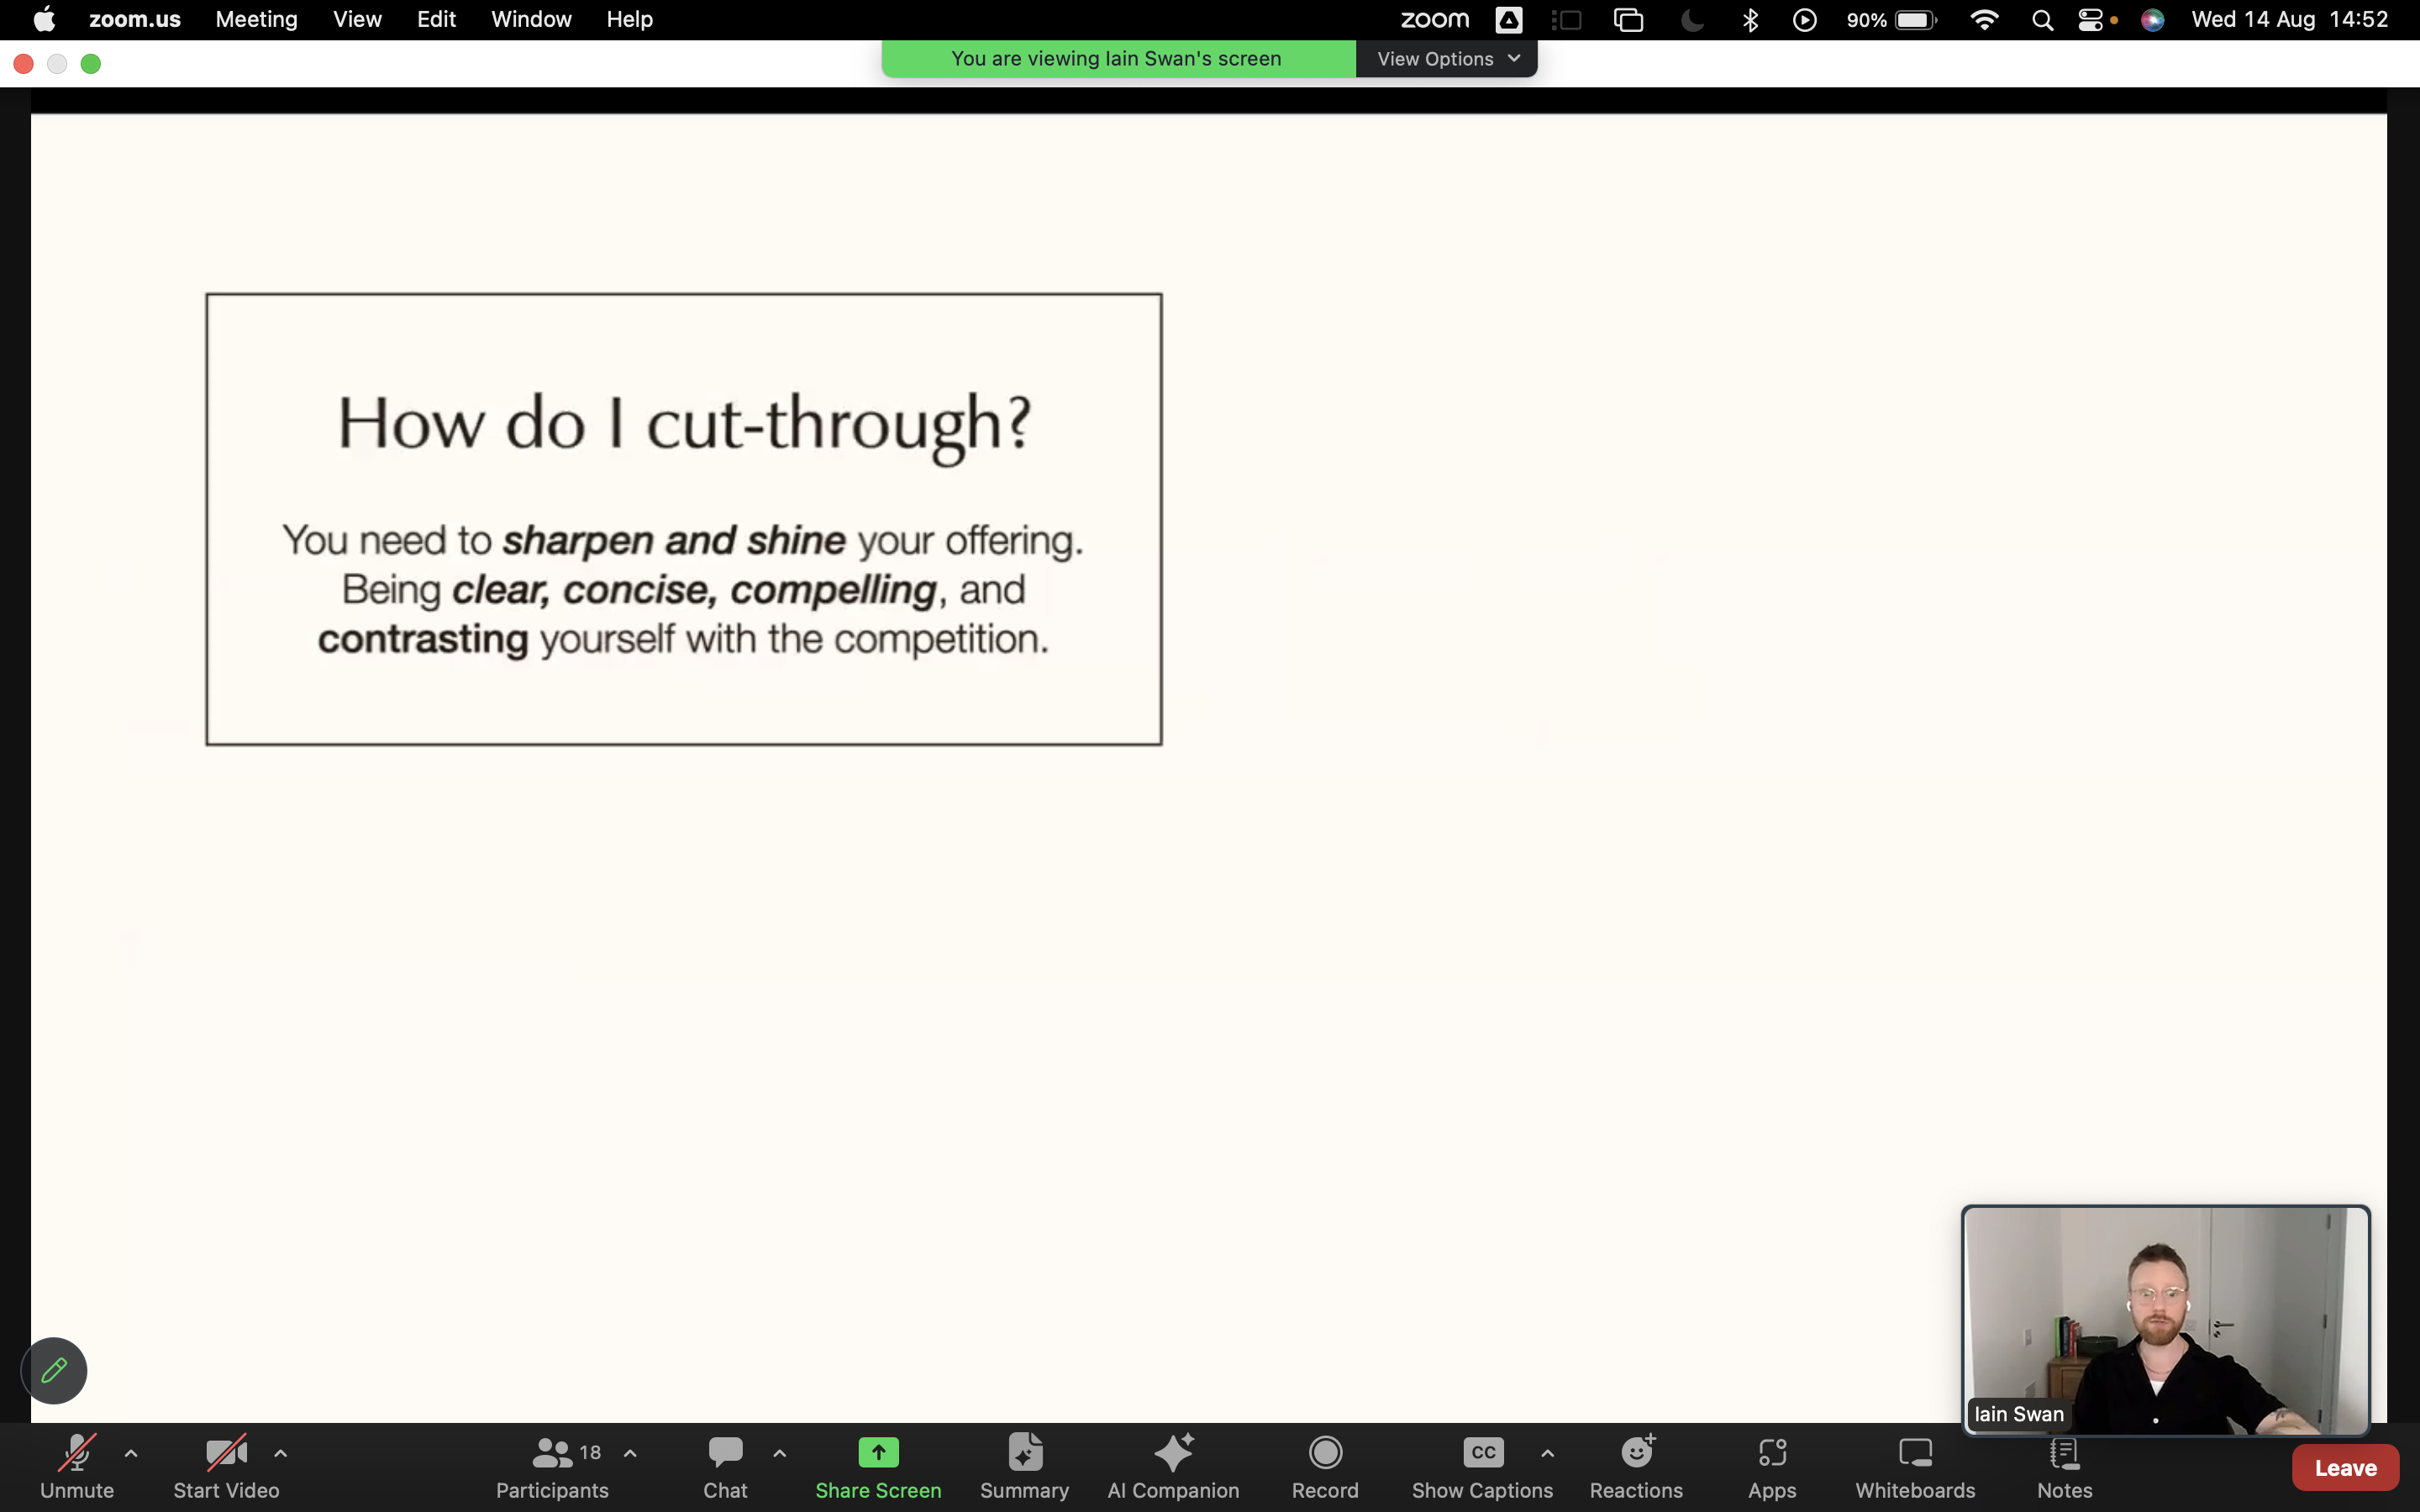 zoom.us Meeting View Edit Window Help zoom 90% Wed 14 Aug 14:52
You are viewing Iain Swan's screen View Options
How do I cut-through?
You need to sharpen and shine your offering.
Being clear, concise, compelling, and
contrasting yourself with the competition.
Iain Swan
18 CC
Unmute Start Video Participants Chat Share Screen Summary AI Companion Record Show Captions Reactions Apps Whiteboards Notes Leave